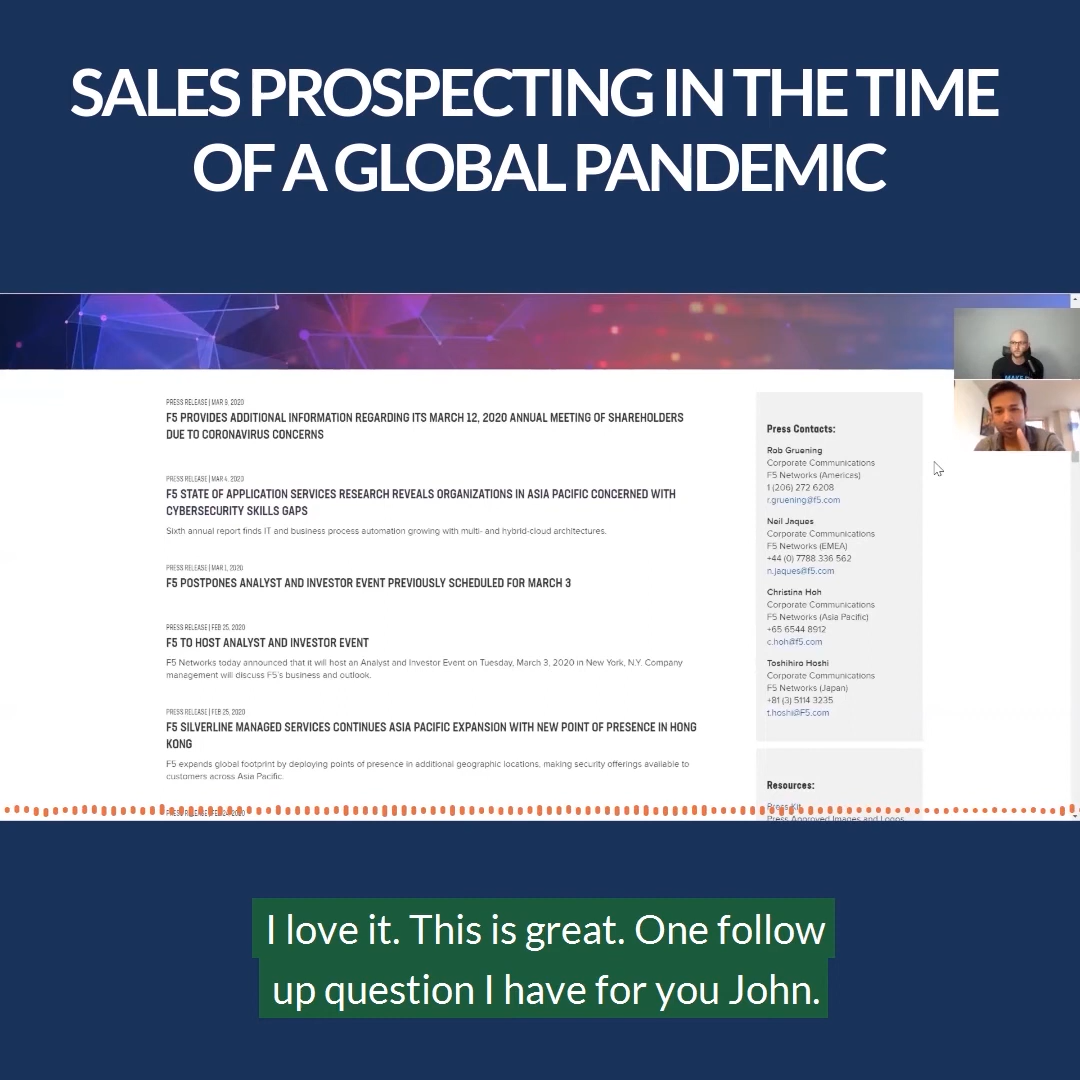 SALES PROSPECTING IN THE TIME
OF A GLOBAL PANDEMIC
PRESS RELEASE | MAR 9, 2020
F5 PROVIDES ADDITIONAL INFORMATION REGARDING ITS MARCH 12, 2020 ANNUAL MEETING OF SHAREHOLDERS
DUE TO CORONAVIRUS CONCERNS
PRESS RELEASE | MAR 4, 2020
F5 STATE OF APPLICATION SERVICES RESEARCH REVEALS ORGANIZATIONS IN ASIA PACIFIC CONCERNED WITH
CYBERSECURITY SKILLS GAPS
Sixth annual report finds IT and business process automation growing with multi- and hybrid-cloud architectures.
PRESS RELEASE | MAR 1, 2020
F5 POSTPONES ANALYST AND INVESTOR EVENT PREVIOUSLY SCHEDULED FOR MARCH 3
PRESS RELEASE | FEB 25, 2020
F5 TO HOST ANALYST AND INVESTOR EVENT
F5 Networks today announced that it will host an Analyst and Investor Event on Tuesday, March 3, 2020 in New York, N.Y. Company
management will discuss F5's business and outlook.
PRESS RELEASE | FEB 25, 2020
F5 SILVERLINE MANAGED SERVICES CONTINUES ASIA PACIFIC EXPANSION WITH NEW POINT OF PRESENCE IN HONG
KONG
F5 expands global footprint by deploying points of presence in additional geographic locations, making security offerings available to
customers across Asia Pacific.
PRESS RELEASE | FEB 24, 2020
Press Contacts:
Rob Gruening
Corporate Communications
F5 Networks (Americas)
1 (206) 272 6208
r.gruening@f5.com
Neil Jaques
Corporate Communications
F5 Networks (EMEA)
+44 (0) 7788 336 562
n.jaques@f5.com
Christina Hoh
Corporate Communications
F5 Networks (Asia Pacific)
+65 6544 8912
c.hoh@f5.com
Toshihiro Hoshi
Corporate Communications
F5 Networks (Japan)
+81 (3) 5114 3235
t.hoshi@F5.com
Resources:
Press Kit
Press Approved Images and Logos
I love it. This is great. One follow
up question I have for you John.